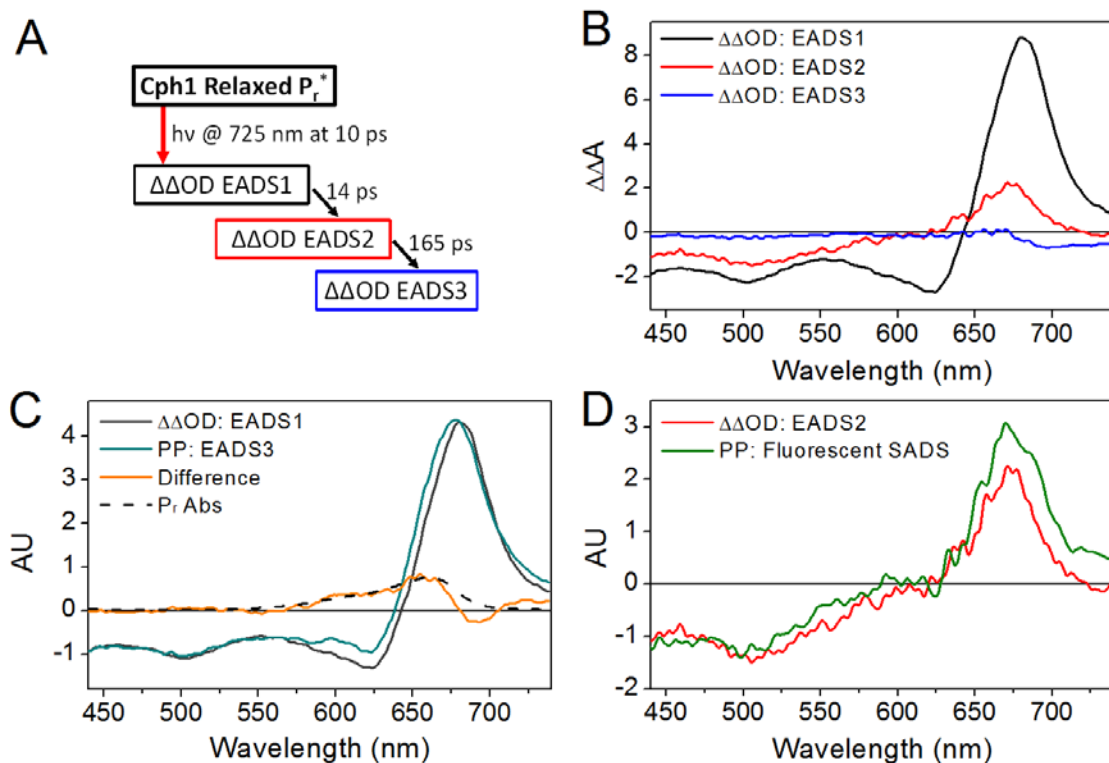 A
Cph1 Relaxed Pr*
hν @ 725 nm at 10 ps
ΔΔOD EADS1
14 ps
ΔΔOD EADS2
165 ps
ΔΔOD EADS3
B
ΔΔOD: EADS1
ΔΔOD: EADS2
ΔΔOD: EADS3
ΔΔA
8
6
4
2
0
-2
450 500 550 600 650 700
Wavelength (nm)
C
ΔΔOD: EADS1
PP: EADS3
Difference
Pr Abs
AU
4
3
2
1
0
-1
450 500 550 600 650 700
Wavelength (nm)
D
ΔΔOD: EADS2
PP: Fluorescent SADS
AU
3
2
1
0
-1
-2
450 500 550 600 650 700
Wavelength (nm)